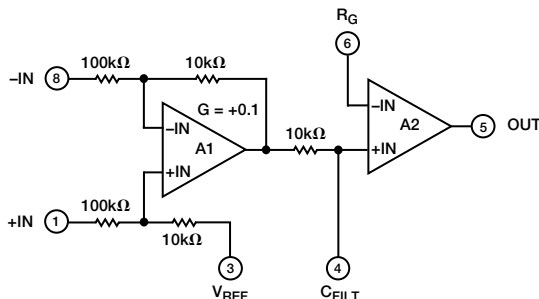 R_G
6
100kΩ
10kΩ
–IN
8
G = +0.1
–IN
–IN
A2
5
OUT
A1
10kΩ
+IN
+IN
100kΩ
+IN
1
10kΩ
3
4
V_REF
C_FILT